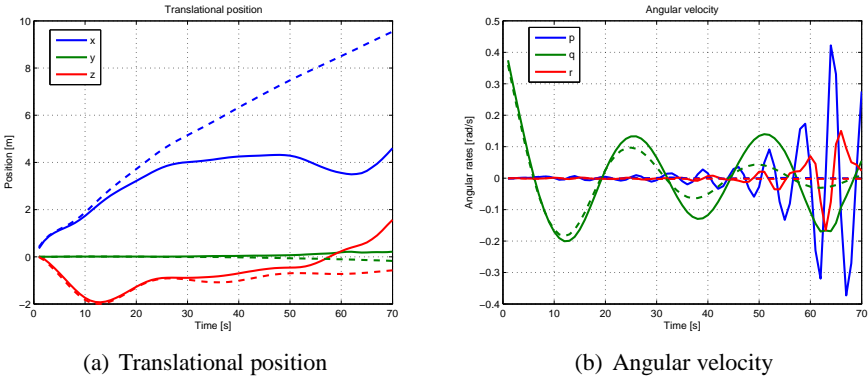 Translational position
10
8
6
4
2
0
−2
Position [m]
x
y
z
0 10 20 30 40 50 60 70
Time [s]
(a) Translational position
Angular velocity
0.5
0.4
0.3
0.2
0.1
0
−0.1
−0.2
−0.3
−0.4
Angular rates [rad/s]
p
q
r
0 10 20 30 40 50 60 70
Time [s]
(b) Angular velocity